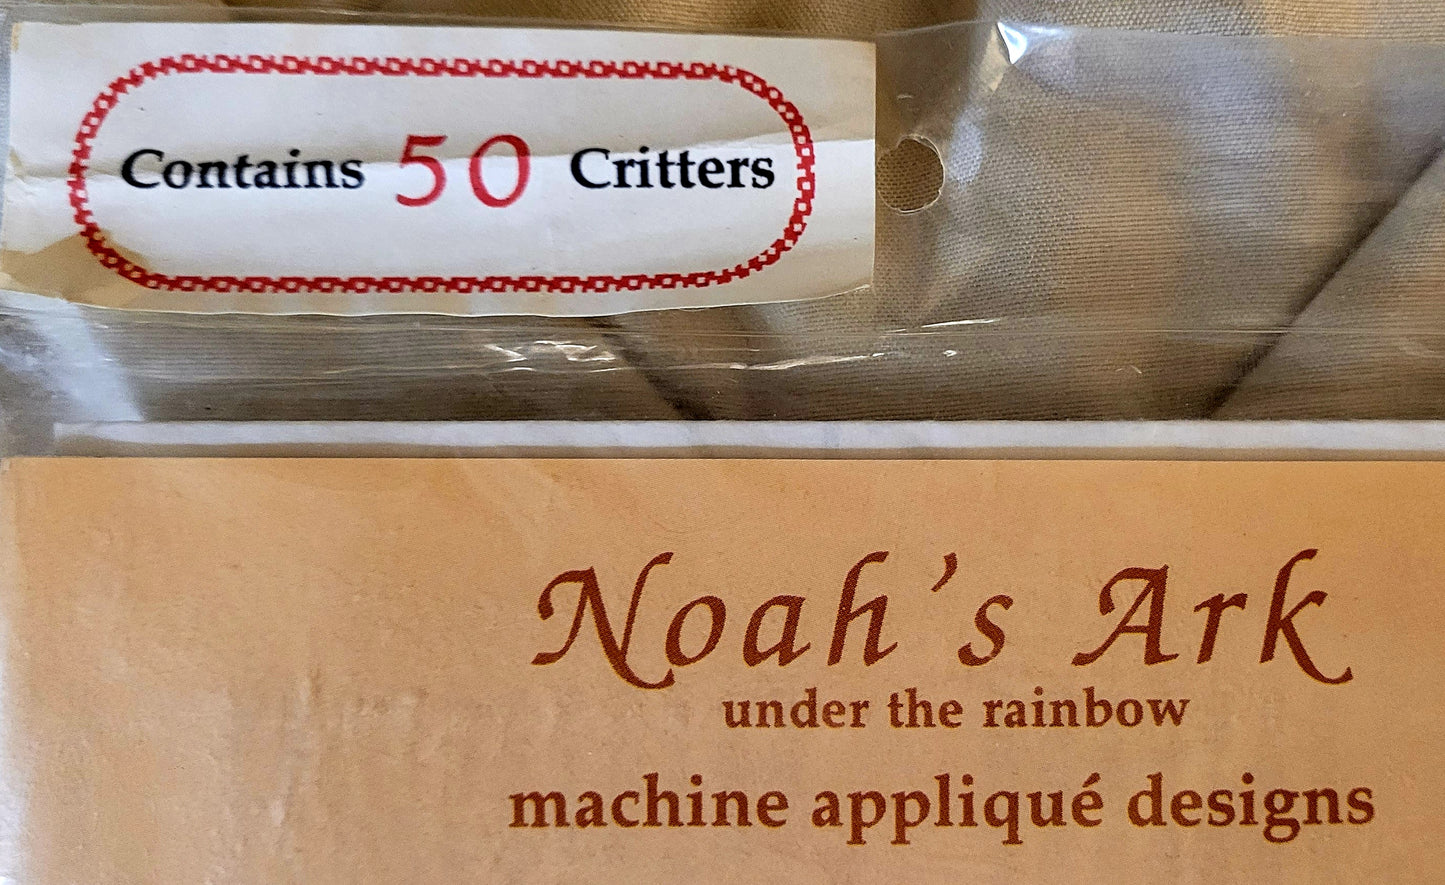 Contains 50 Critters
Noah's Ark
under the rainbow
machine appliqué designs